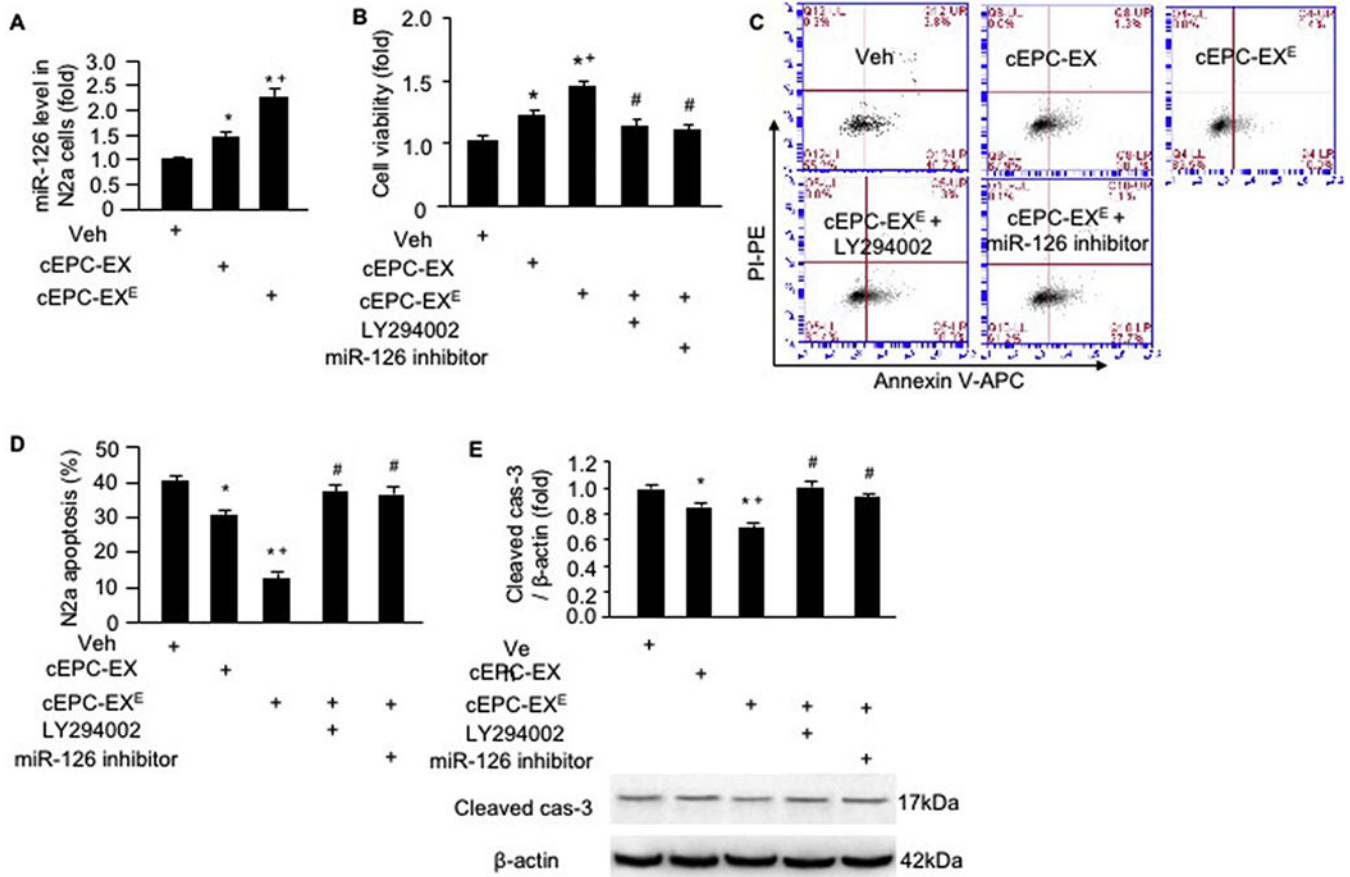 A
miR-126 level in
N2a cells (fold)
3.0
2.5
2.0
1.5
1.0
0.5
0
*
* +
Veh +
cEPC-EX +
cEPC-EXᴱ +
B
Cell viability (fold)
2.0
1.5
1.0
0
*
* +
#
#
Veh +
cEPC-EX +
cEPC-EXᴱ + + +
LY294002 +
miR-126 inhibitor +
C
Veh
cEPC-EX
cEPC-EXᴱ
cEPC-EXᴱ +
LY294002
cEPC-EXᴱ +
miR-126 inhibitor
PI-PE
Annexin V-APC
D
N2a apoptosis (%)
50
40
30
20
10
0
*
* +
#
#
Veh +
cEPC-EX +
cEPC-EXᴱ + + +
LY294002 +
miR-126 inhibitor +
E
Cleaved cas-3
/ β-actin (fold)
1.2
1.0
0.8
0.6
0.4
0.2
0.0
*
* +
#
#
Ve
h
+
cEPC-EX +
cEPC-EXᴱ + + +
LY294002 +
miR-126 inhibitor +
Cleaved cas-3 17kDa
β-actin 42kDa